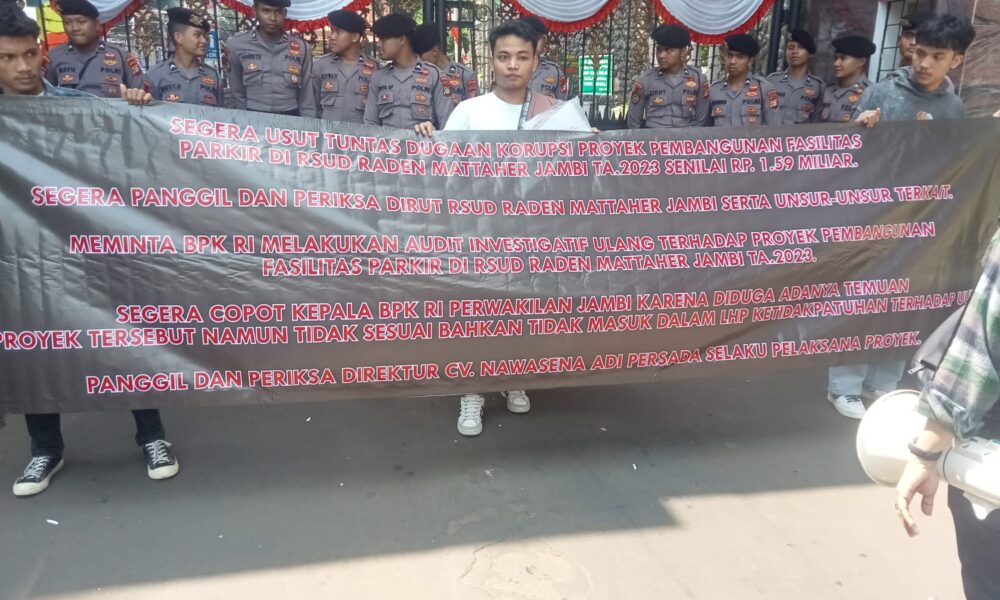 SEGERA USUT TUNTAS DUGAAN KORUPSI PROYEK PEMBANGUNAN FASILITAS
PARKIR DI RSUD RADEN MATTAHER JAMBI TA.2023 SENILAI RP. 1.59 MILIAR.
SEGERA PANGGIL DAN PERIKSA DIRUT RSUD RADEN MATTAHER JAMBI SERTA UNSUR-UNSUR TERKAIT.
MEMINTA BPK RI MELAKUKAN AUDIT INVESTIGATIF ULANG TERHADAP PROYEK PEMBANGUNAN
FASILITAS PARKIR DI RSUD RADEN MATTAHER JAMBI TA.2023.
SEGERA COPOT KEPALA BPK RI PERWAKILAN JAMBI KARENA DIDUGA ADANYA TEMUAN
PROYEK TERSEBUT NAMUN TIDAK SESUAI BAHKAN TIDAK MASUK DALAM LHP KETIDAKPATUHAN TERHADAP
PANGGIL DAN PERIKSA DIREKTUR CV. NAWASENA ADI PERSADA SELAKU PELAKSANA PROYEK.